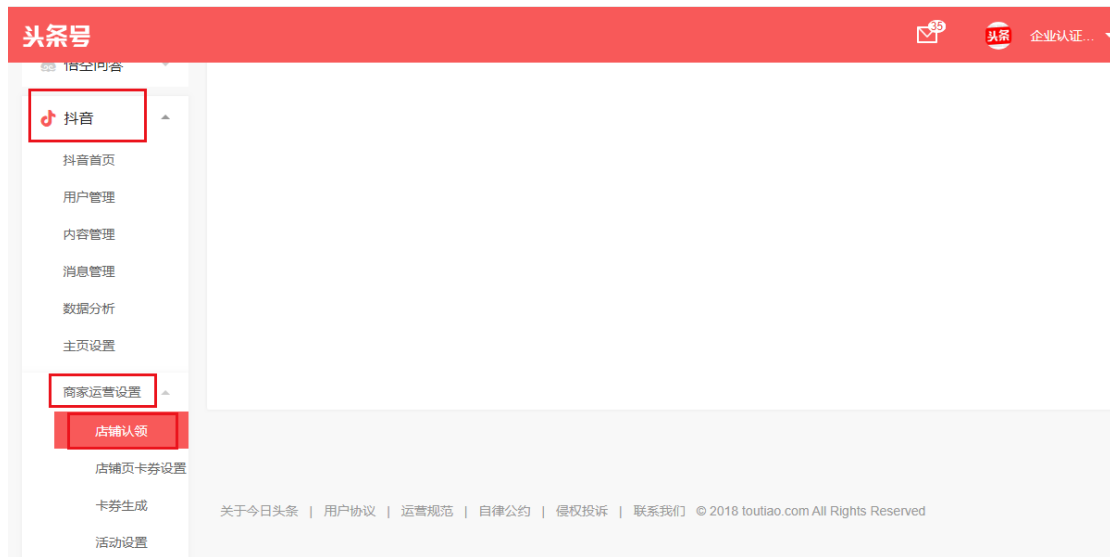 头条号
35
头条
企业认证...
悟空问答
抖音
抖音首页
用户管理
内容管理
消息管理
数据分析
主页设置
商家运营设置
店铺认领
店铺页卡券设置
卡券生成
活动设置
关于今日头条 | 用户协议 | 运营规范 | 自律公约 | 侵权投诉 | 联系我们 © 2018 toutiao.com All Rights Reserved